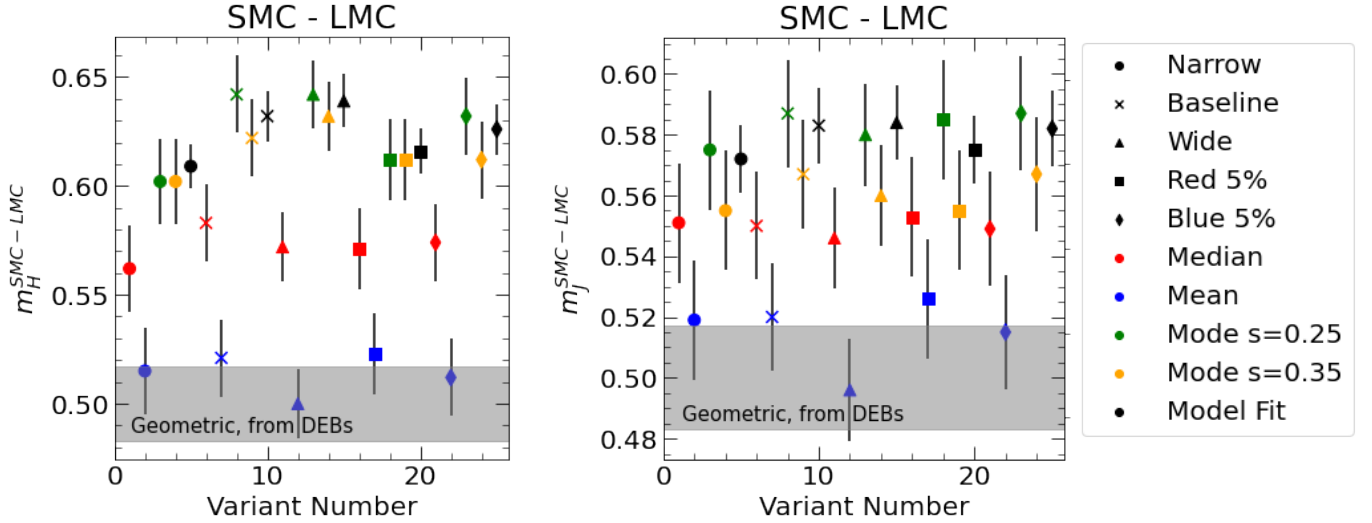 SMC - LMC
m_H^{SMC-LMC}
0.65
0.60
0.55
0.50
Geometric, from DEBs
0 10 20
Variant Number
SMC - LMC
m_J^{SMC-LMC}
0.60
0.58
0.56
0.54
0.52
0.50
0.48
Geometric, from DEBs
0 10 20
Variant Number
Narrow
Baseline
Wide
Red 5%
Blue 5%
Median
Mean
Mode s=0.25
Mode s=0.35
Model Fit